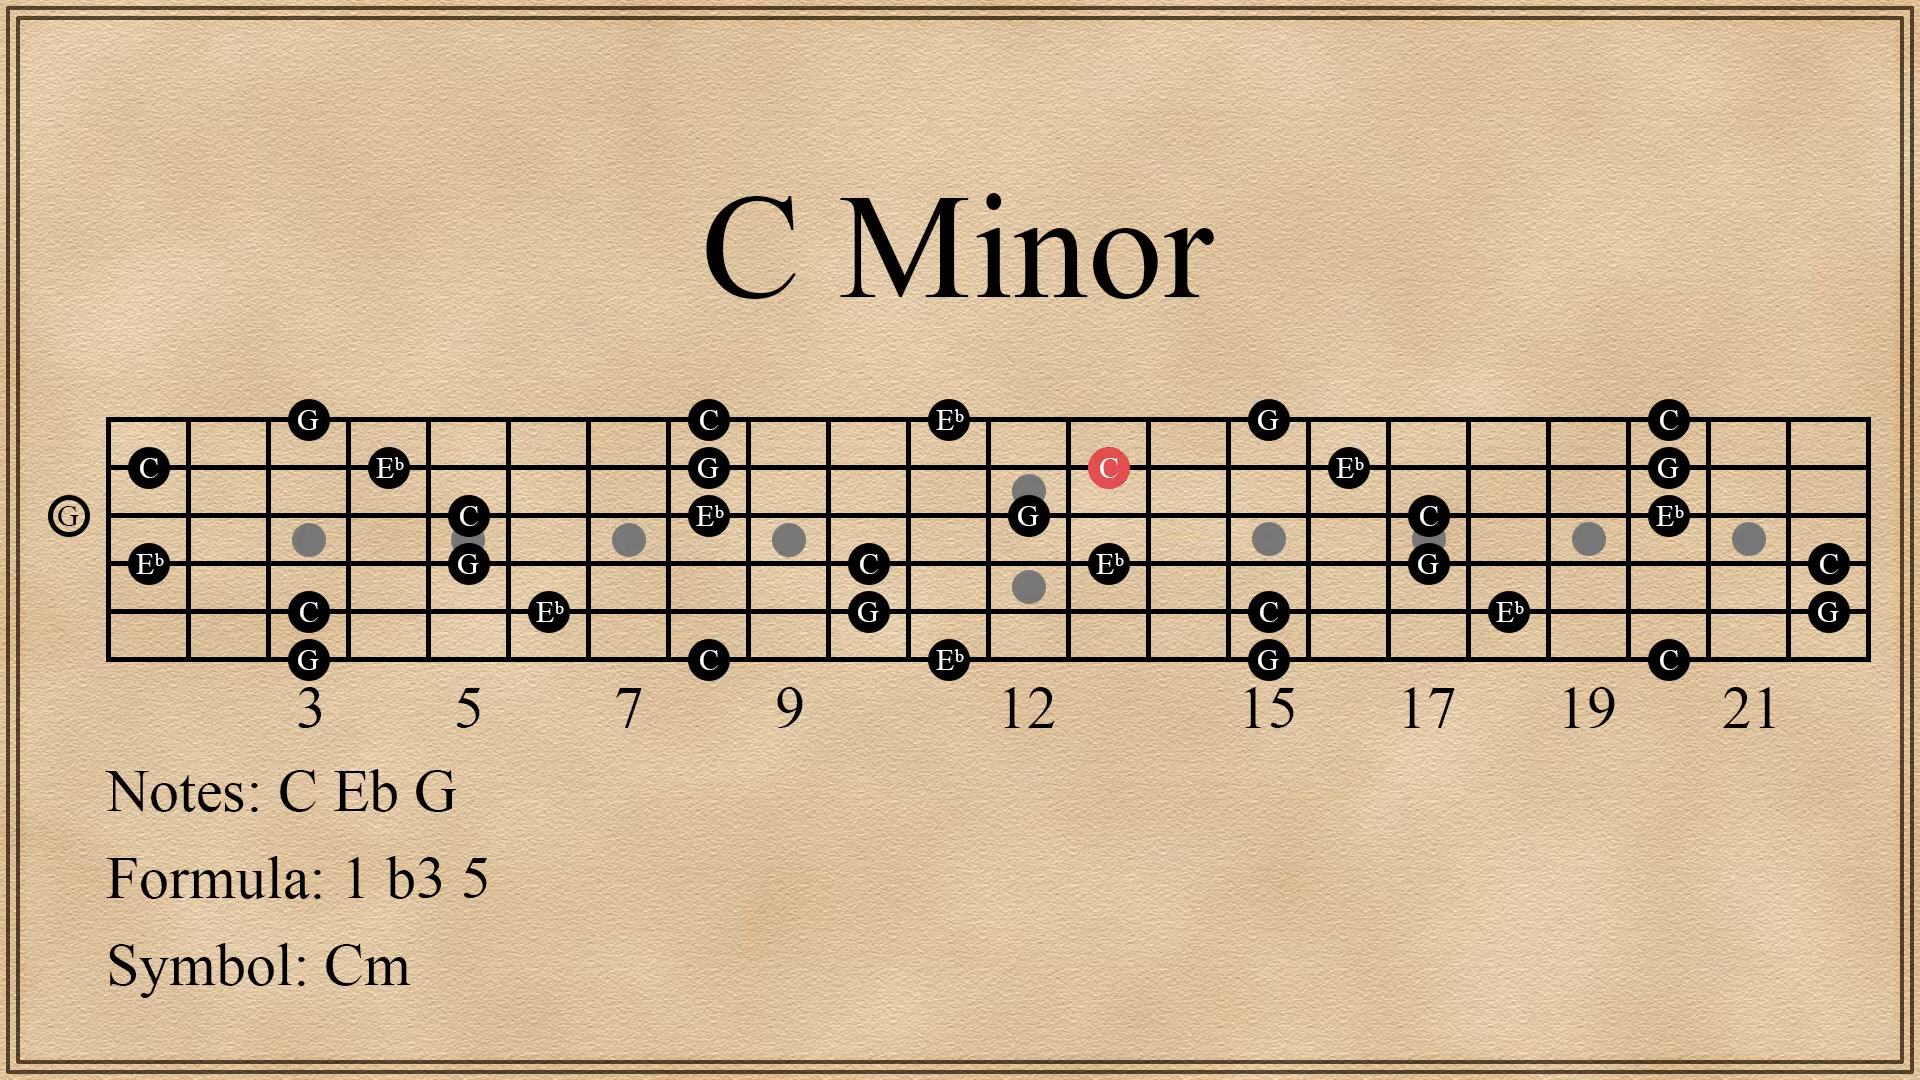 C Minor
G C E♭ G C
C E♭ G C E♭ G
G C E♭ G C E♭
E♭ G C E♭ G C
C E♭ G C E♭ G
G C E♭ G C
3 5 7 9 12 15 17 19 21
Notes: C Eb G
Formula: 1 b3 5
Symbol: Cm